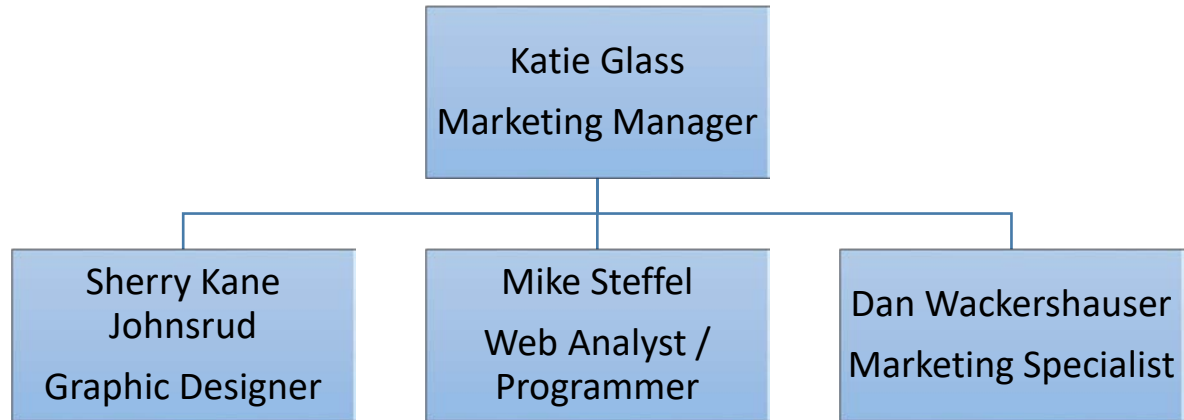 Katie Glass
Marketing Manager
Sherry Kane
Johnsrud
Graphic Designer
Mike Steffel
Web Analyst /
Programmer
Dan Wackershauser
Marketing Specialist